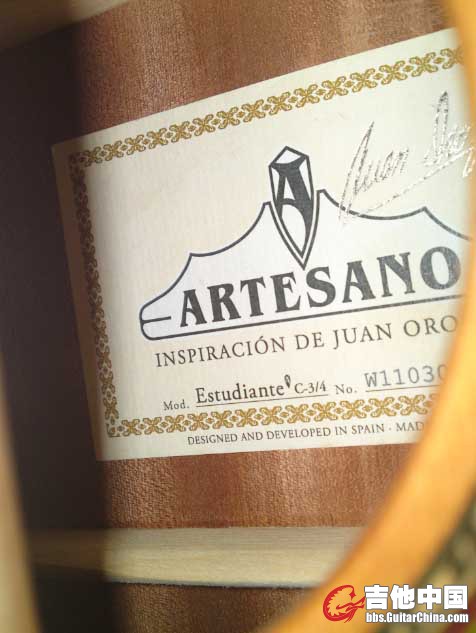 Juan
A
ARTESANO
INSPIRACIÓN DE JUAN ORO
Mod. Estudiante C-3/4 No. W11030
DESIGNED AND DEVELOPED IN SPAIN - MAD
吉他中国
bbs.GuitarChina.com